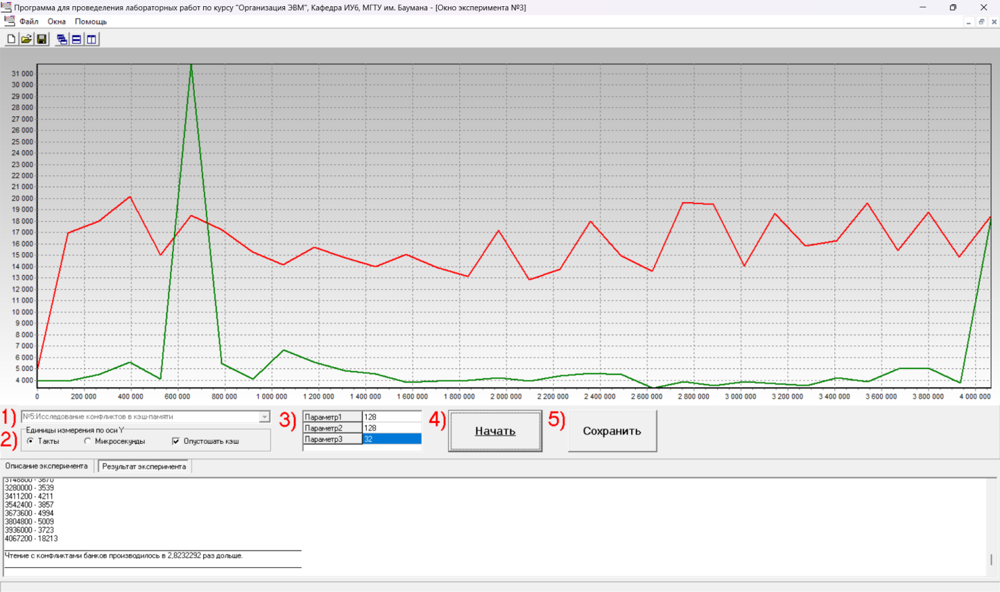 Программа для проведения лабораторных работ по курсу "Организация ЭВМ", Кафедра ИУ6, МГТУ им. Баумана - [Окно эксперимента №3]
Файл Окна Помощь
31 000
30 000
29 000
28 000
27 000
26 000
25 000
24 000
23 000
22 000
21 000
20 000
19 000
18 000
17 000
16 000
15 000
14 000
13 000
12 000
11 000
10 000
9 000
8 000
7 000
6 000
5 000
4 000
0 200 000 400 000 600 000 800 000 1 000 000 1 200 000 1 400 000 1 600 000 1 800 000 2 000 000 2 200 000 2 400 000 2 600 000 2 800 000 3 000 000 3 200 000 3 400 000 3 600 000 3 800 000 4 000 000
1) №5:Исследование конфликтов в кэш-памяти
2) Единицы измерения по оси Y
Такты Микросекунды Опустошать кэш
3) Параметр1 128
Параметр2 128
Параметр3 32
4) Начать
5) Сохранить
Описание эксперимента Результат эксперимента
3148800 - 3670
3280000 - 3539
3411200 - 4211
3542400 - 3857
3673600 - 4994
3804800 - 5009
3936000 - 3723
4067200 - 18213
Чтение с конфликтами банков производилось в 2,8232292 раз дольше.